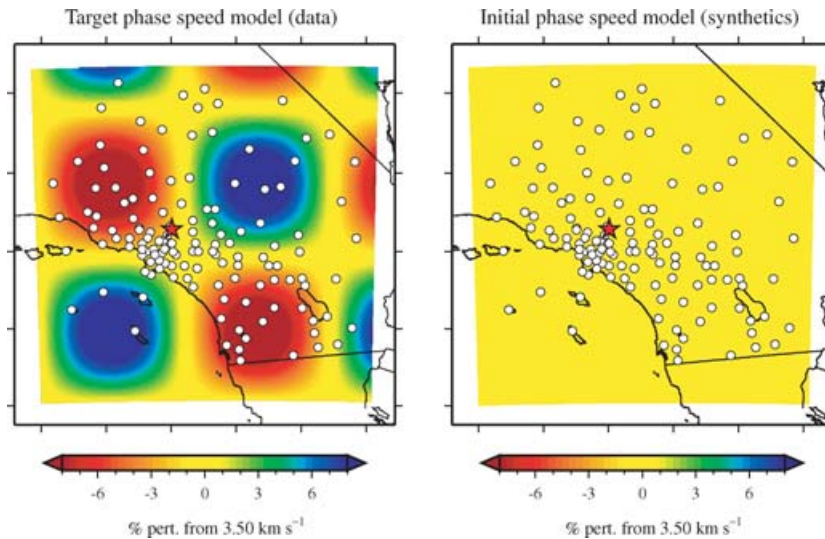 Target phase speed model (data)
Initial phase speed model (synthetics)
-6 -3 0 3 6
-6 -3 0 3 6
% pert. from 3.50 km s⁻¹
% pert. from 3.50 km s⁻¹